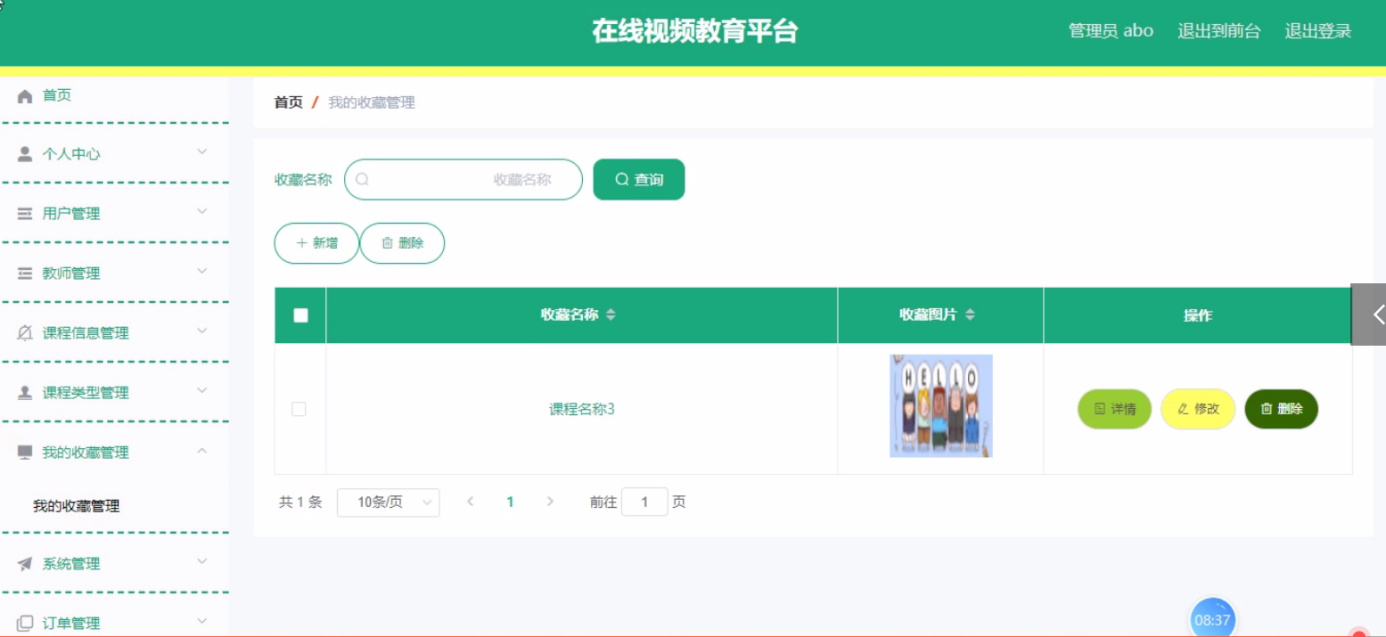 在线视频教育平台
管理员 abo 退出到前台 退出登录
首页
个人中心
用户管理
教师管理
课程信息管理
课程类型管理
我的收藏管理
我的收藏管理
系统管理
订单管理
首页 / 我的收藏管理
收藏名称 收藏名称 查询
新增 删除
收藏名称 收藏图片 操作
课程名称3 HELLO 详情 修改 删除
共 1 条 10条/页 1 前往 1 页
08:37